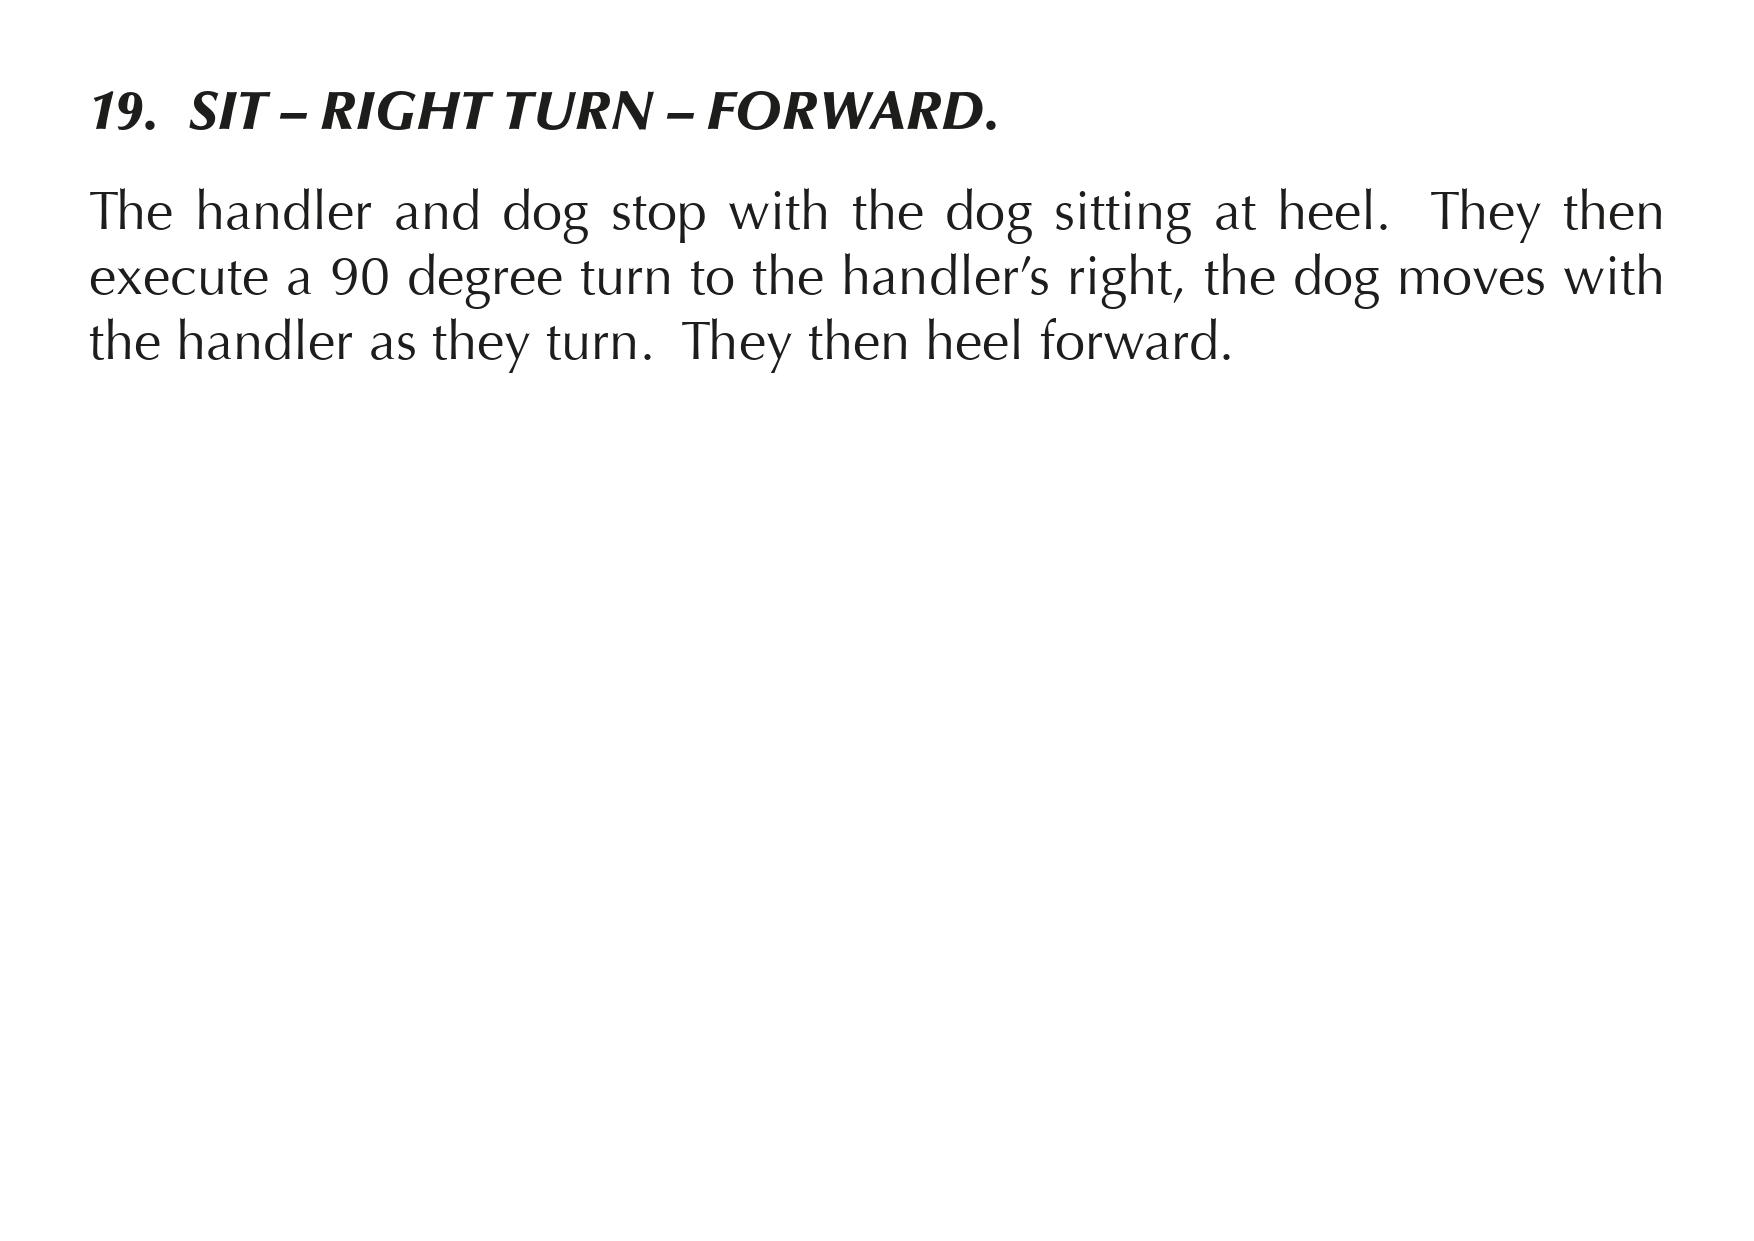 19. SIT – RIGHT TURN – FORWARD.
The handler and dog stop with the dog sitting at heel. They then
execute a 90 degree turn to the handler’s right, the dog moves with
the handler as they turn. They then heel forward.